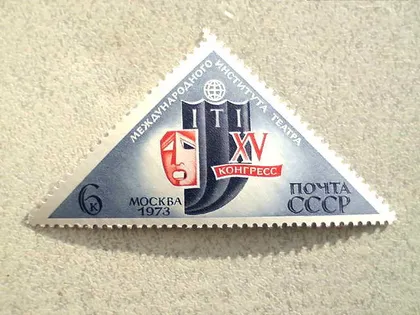 МЕЖДУНАРОДНОГО ИНСТИТУТА ТЕАТРА
ITI
XV
КОНГРЕСС
6к
МОСКВА
1973
ПОЧТА
СССР